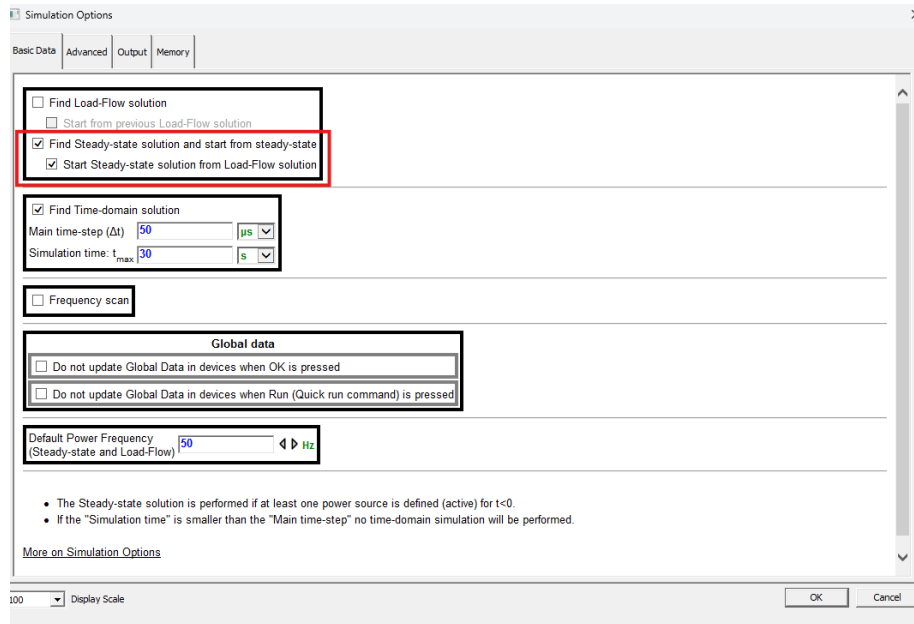 Simulation Options
Basic Data Advanced Output Memory
Find Load-Flow solution
Start from previous Load-Flow solution
Find Steady-state solution and start from steady-state
Start Steady-state solution from Load-Flow solution
Find Time-domain solution
Main time-step (Δt) 50 µs
Simulation time: tmax 30 s
Frequency scan
Global data
Do not update Global Data in devices when OK is pressed
Do not update Global Data in devices when Run (Quick run command) is pressed
Default Power Frequency
(Steady-state and Load-Flow) 50 Hz
• The Steady-state solution is performed if at least one power source is defined (active) for t<0.
• If the "Simulation time" is smaller than the "Main time-step" no time-domain simulation will be performed.
More on Simulation Options
100 Display Scale OK Cancel